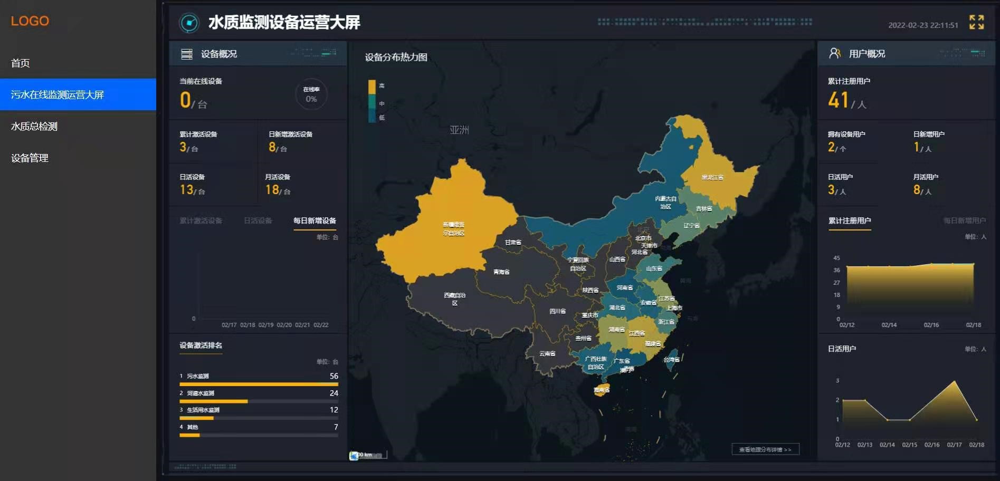 LOGO
首页
污水在线监测运营大屏
水质总检测
设备管理
水质监测设备运营大屏
2022-02-23 22:11:51
设备概况
当前在线设备
0/台
在线率
0%
累计激活设备
3/台
日新增激活设备
8/台
日活设备
13/台
月活设备
18/台
累计激活设备 日活设备 每日新增设备
单位：台
0
02/17 02/18 02/19 02/20 02/21 02/22
设备激活排名
单位：台
1 污水监测 56
2 河道水监测 24
3 生活用水监测 12
4 其他 7
设备分布热力图
高
中
低
亚洲
黑龙江省
内蒙古自
治区
吉林省
辽宁省
新疆维吾
尔自治区
北京
北京市
天津市
渤海
甘肃省
河北省
宁夏回族
自治区
山西省
山东省
青海省
黄海
陕西省
河南省
西藏自治
区
江苏省
安徽省
上海市
湖北省
四川省
重庆市
东海
浙江省
湖南省
江西省
贵州省
福建省
云南省
广西壮族
自治区
广东省
台湾省
海南省
南海
查看地理分布详情 >>
用户概况
累计注册用户
41/人
拥有设备用户
2/个
日新增用户
1/人
日活用户
3/人
月活用户
8/人
累计注册用户 每日新增用户
单位：人
45
36
27
18
9
0
02/12 02/14 02/16 02/18
日活用户 单位：人
3
2
1
0
02/12 02/13 02/14 02/15 02/16 02/17 02/18